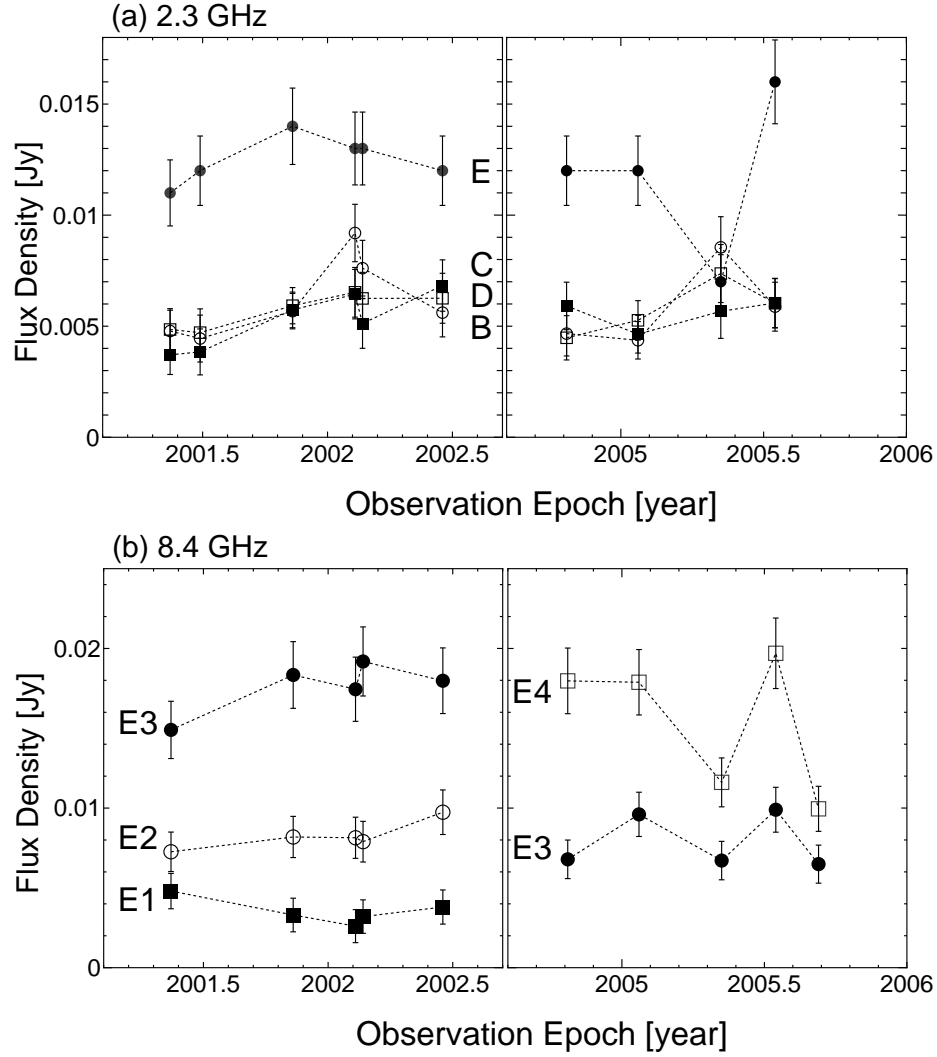 (a) 2.3 GHz
0.015
0.01
0.005
0
Flux Density [Jy]
E
C
D
B
2001.5 2002 2002.5 2005 2005.5 2006
Observation Epoch [year]
(b) 8.4 GHz
0.02
0.01
0
Flux Density [Jy]
E3
E2
E1
E4
E3
2001.5 2002 2002.5 2005 2005.5 2006
Observation Epoch [year]